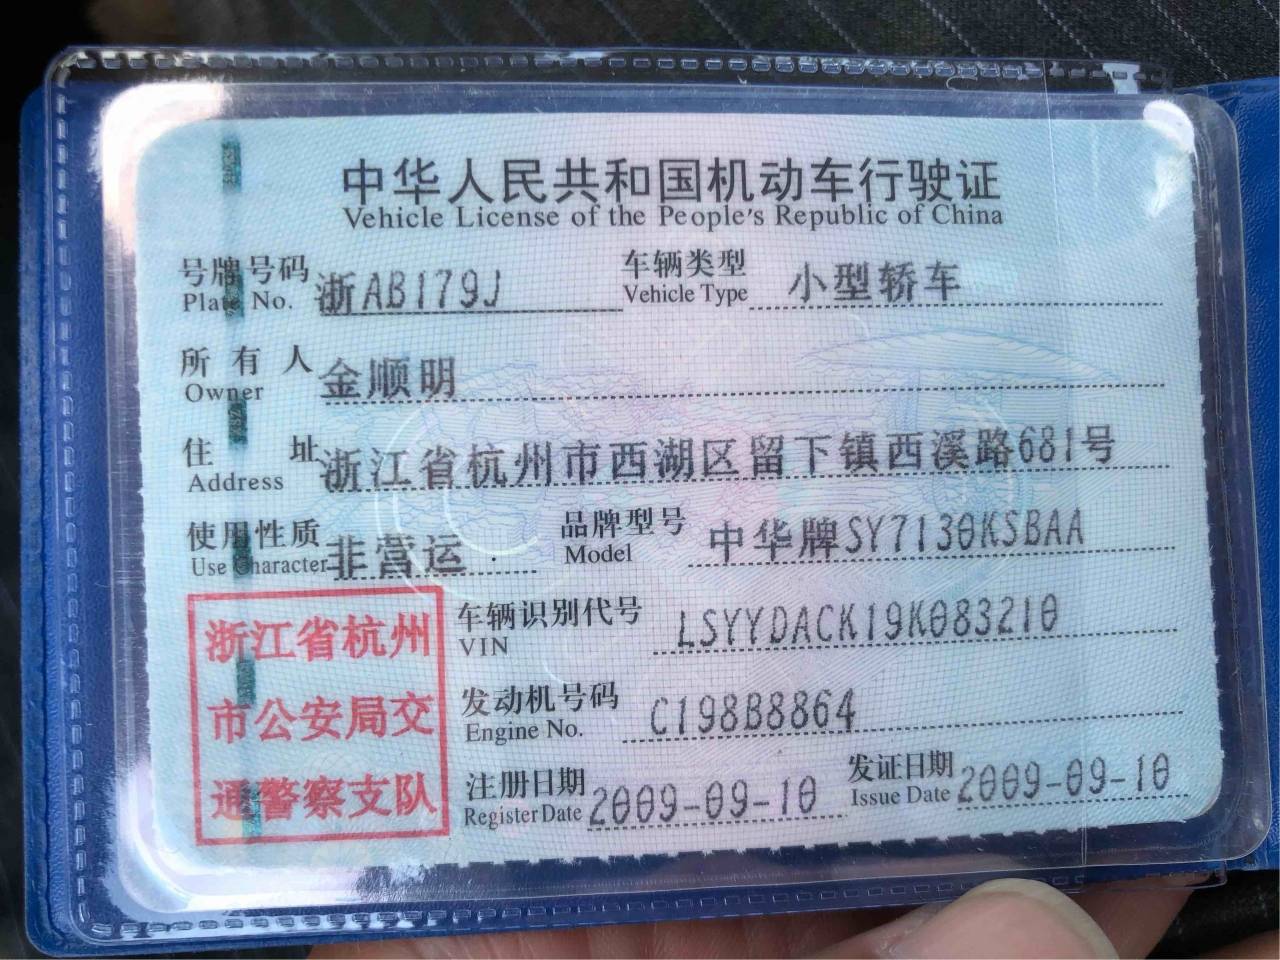 中华人民共和国机动车行驶证
Vehicle License of the People's Republic of China
号牌号码 浙AB179J 车辆类型 小型轿车
Plate No. Vehicle Type
所有人 金顺明
Owner
住址 浙江省杭州市西湖区留下镇西溪路681号
Address
使用性质 非营运 品牌型号 中华牌SY7130KSBAA
Use Character Model
浙江省杭州
市公安局交
通警察支队
车辆识别代号 LSYYDACK19K083210
VIN
发动机号码 C198B8864
Engine No.
注册日期 2009-09-10 发证日期 2009-09-10
Register Date Issue Date